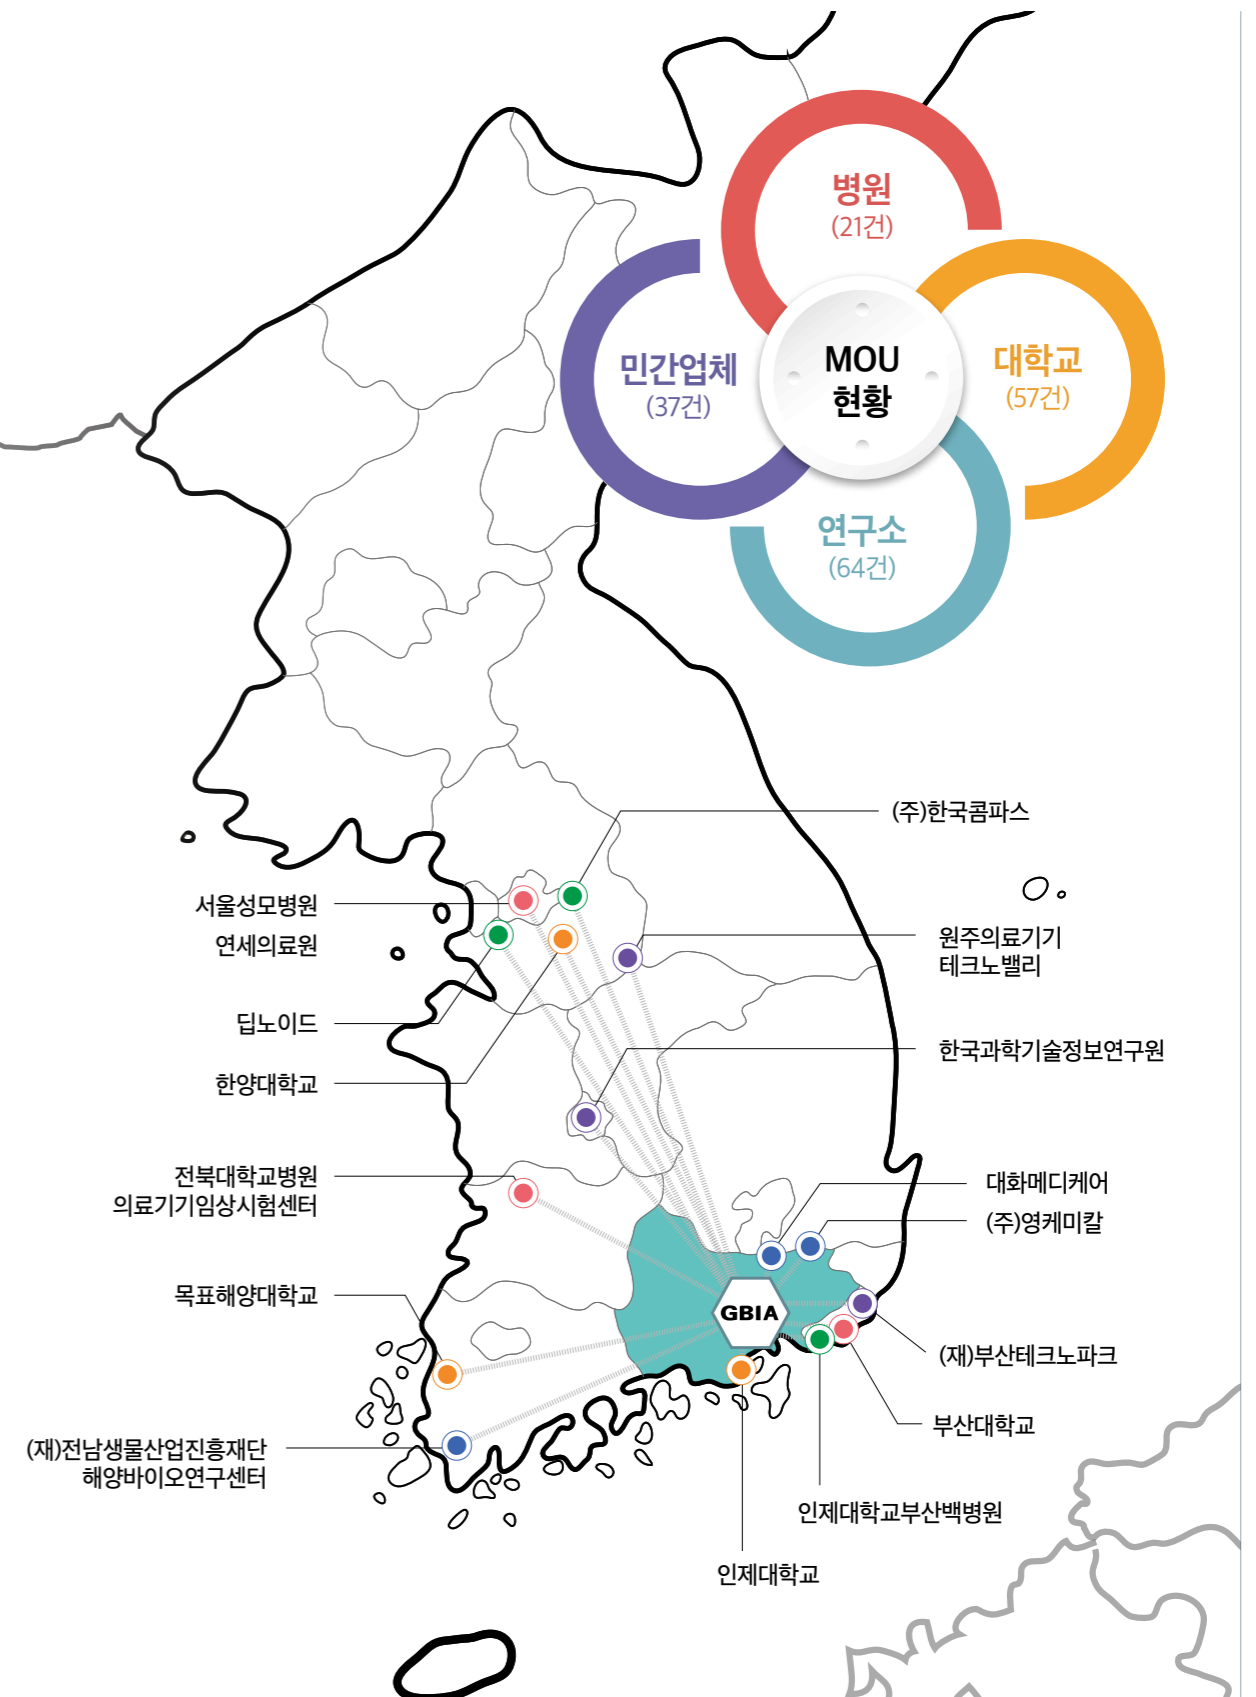 병원
(21건)
민간업체
(37건)
MOU
현황
대학교
(57건)
연구소
(64건)
(주)한국콤파스
서울성모병원
연세의료원
원주의료기기
테크노밸리
딥노이드
한국과학기술정보연구원
한양대학교
전북대학교병원
의료기기임상시험센터
대화메디케어
(주)영케미칼
목표해양대학교
GBIA
(재)부산테크노파크
부산대학교
(재)전남생물산업진흥재단
해양바이오연구센터
인제대학교부산백병원
인제대학교